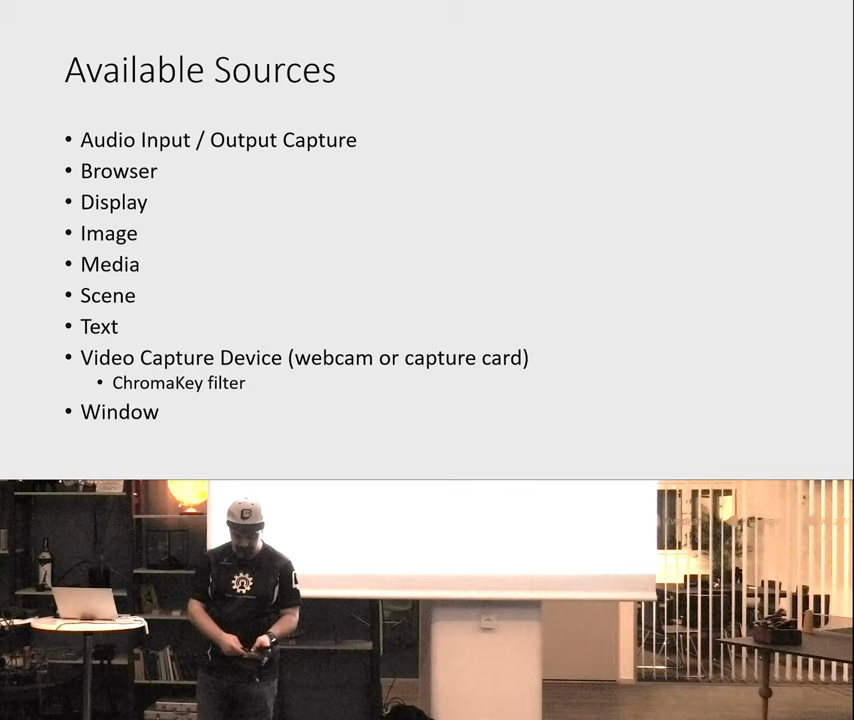 Available Sources
• Audio Input / Output Capture
• Browser
• Display
• Image
• Media
• Scene
• Text
• Video Capture Device (webcam or capture card)
• ChromaKey filter
• Window